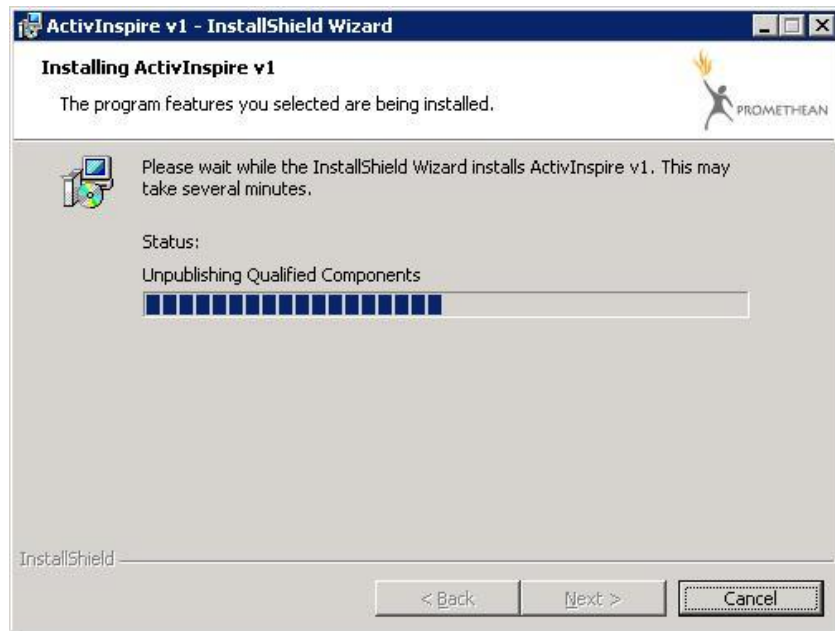 ActivInspire v1 - InstallShield Wizard
Installing ActivInspire v1
The program features you selected are being installed.
PROMETHEAN
Please wait while the InstallShield Wizard installs ActivInspire v1. This may
take several minutes.
Status:
Unpublishing Qualified Components
InstallShield
< Back
Next >
Cancel